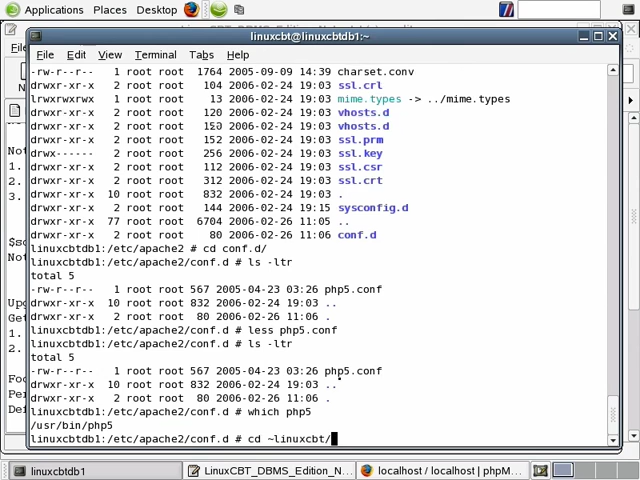 Applications Places Desktop
linuxcbt@linuxcbtdb1:~
File Edit View Terminal Tabs Help
-rw-r--r-- 1 root root 1764 2005-09-09 14:39 charset.conv
drwxr-xr-x 2 root root 104 2006-02-24 19:03 ssl.crl
lrwxrwxrwx 1 root root 13 2006-02-24 19:03 mime.types -> ../mime.types
drwxr-xr-x 2 root root 120 2006-02-24 19:03 vhosts.d
drwxr-xr-x 2 root root 2006-02-24 19:03 vhosts.d
drwxr-xr-x 2 root root 152 2006-02-24 19:03 ssl.prm
drwx------ 2 root root 256 2006-02-24 19:03 ssl.key
drwxr-xr-x 2 root root 112 2006-02-24 19:03 ssl.csr
drwxr-xr-x 2 root root 312 2006-02-24 19:03 ssl.crt
drwxr-xr-x 10 root root 832 2006-02-24 19:03 .
drwxr-xr-x 2 root root 144 2006-02-24 19:15 sysconfig.d
drwxr-xr-x 77 root root 6704 2006-02-26 11:05 ..
drwxr-xr-x 2 root root 80 2006-02-26 11:06 conf.d
linuxcbtdb1:/etc/apache2 # cd conf.d/
linuxcbtdb1:/etc/apache2/conf.d # ls -ltr
total 5
-rw-r--r-- 1 root root 567 2005-04-23 03:26 php5.conf
drwxr-xr-x 10 root root 832 2006-02-24 19:03 ..
drwxr-xr-x 2 root root 80 2006-02-26 11:06 .
linuxcbtdb1:/etc/apache2/conf.d # less php5.conf
linuxcbtdb1:/etc/apache2/conf.d # ls -ltr
total 5
-rw-r--r-- 1 root root 567 2005-04-23 03:26 php5.conf
drwxr-xr-x 10 root root 832 2006-02-24 19:03 ..
drwxr-xr-x 2 root root 80 2006-02-26 11:06 .
linuxcbtdb1:/etc/apache2/conf.d # which php5
/usr/bin/php5
linuxcbtdb1:/etc/apache2/conf.d # cd ~linuxcbt/
linuxcbtdb1 LinuxCBT_DBMS_Edition_N... localhost / localhost | phpM...